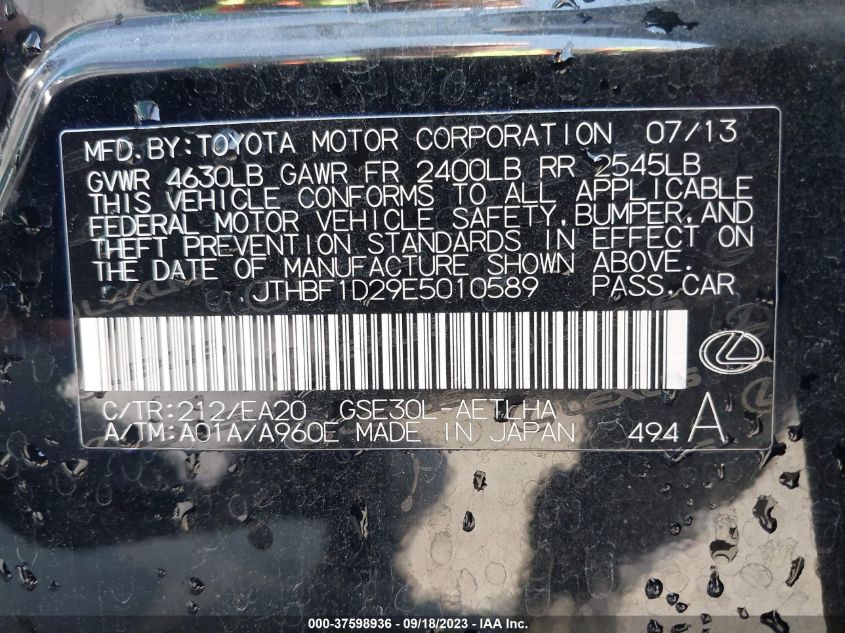 MFD.BY:TOYOTA MOTOR CORPORATION 07/13
GVWR 4630LB GAWR FR 2400LB RR 2545LB
THIS VEHICLE CONFORMS TO ALL APPLICABLE
FEDERAL MOTOR VEHICLE SAFETY,BUMPER,AND
THEFT PREVENTION STANDARDS IN EFFECT ON
THE DATE OF MANUFACTURE SHOWN ABOVE.
JTHBF1D29E5010589 PASS.CAR
C/TR:212/EA20 GSE30L-AETLHA
A/TM:A01A/A960E MADE IN JAPAN 494 A
000-37598936 / 09/18/2023 / IAA Inc.